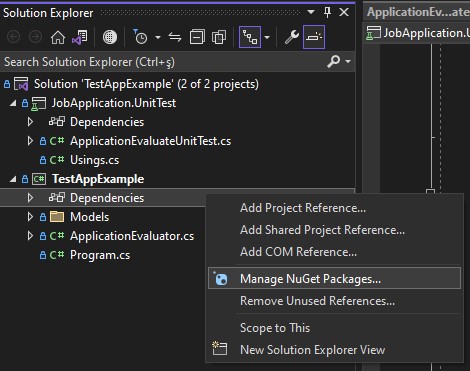 Solution Explorer
ApplicationEv...ate
JobApplication.U
Search Solution Explorer (Ctrl+ş)
Solution 'TestAppExample' (2 of 2 projects)
JobApplication.UnitTest
Dependencies
C# ApplicationEvaluateUnitTest.cs
C# Usings.cs
C# TestAppExample
Dependencies
Models
C# ApplicationEvaluator.cs
C# Program.cs
Add Project Reference...
Add Shared Project Reference...
Add COM Reference...
Manage NuGet Packages...
Remove Unused References...
Scope to This
New Solution Explorer View